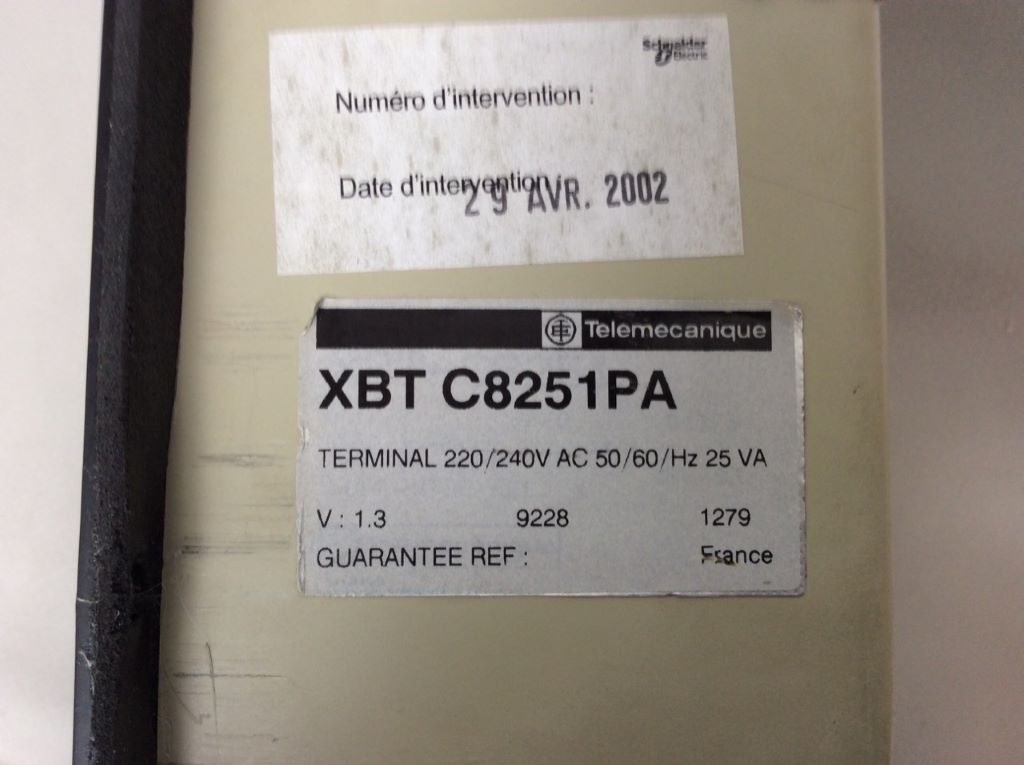 Schneider
Electric
Numéro d'intervention :
Date d'intervention :
29 AVR. 2002
Telemecanique
XBT C8251PA
TERMINAL 220/240V AC 50/60/Hz 25 VA
V : 1.3 9228 1279
GUARANTEE REF : France